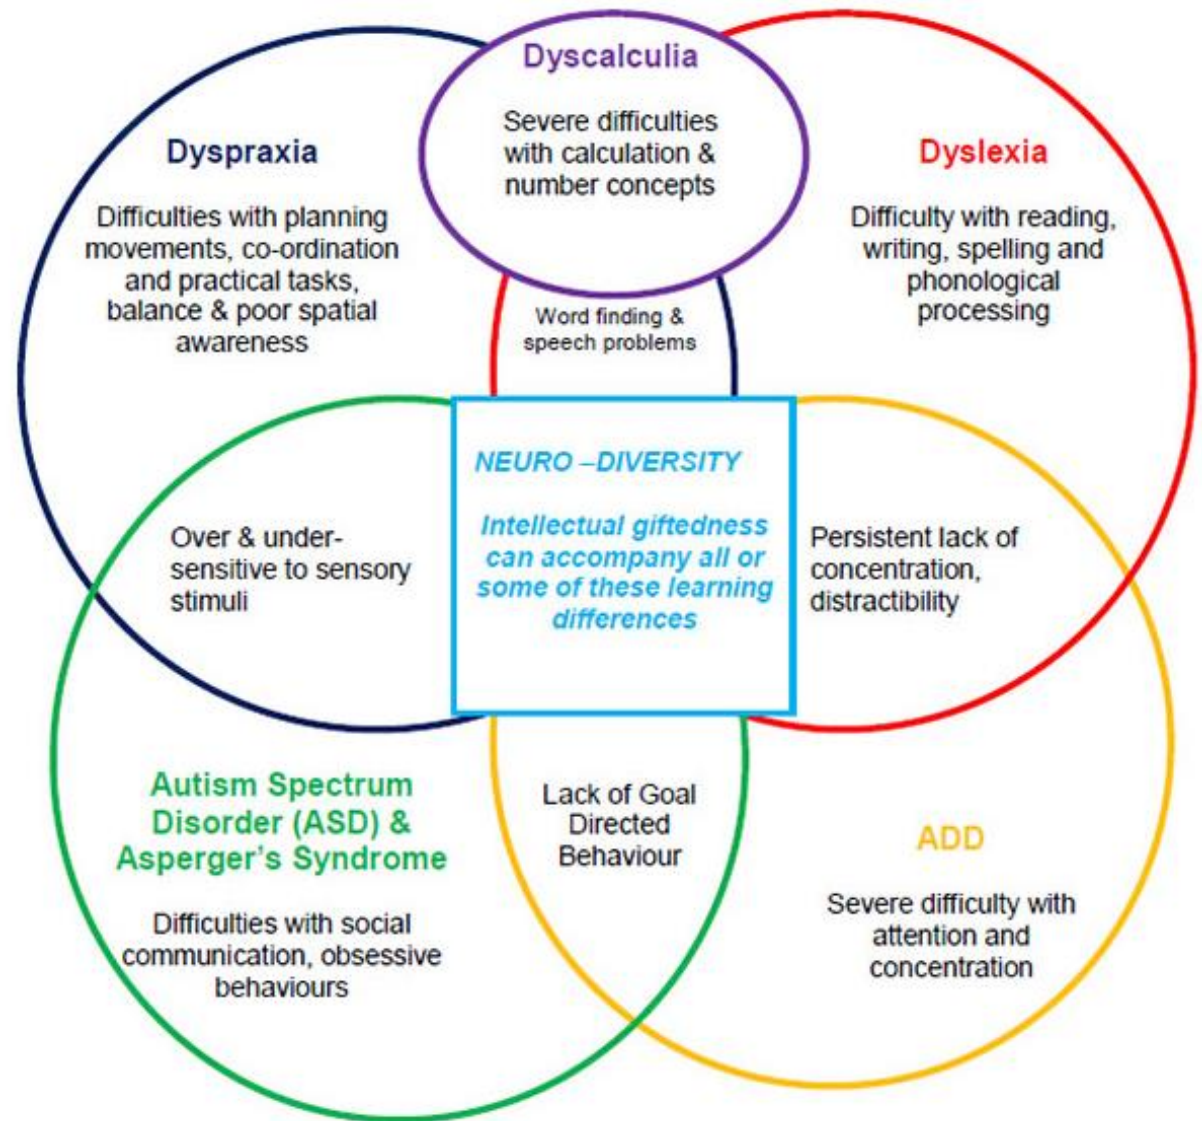 Dyscalculia
Severe difficulties
with calculation &
number concepts
Dyspraxia
Difficulties with planning
movements, co-ordination
and practical tasks,
balance & poor spatial
awareness
Dyslexia
Difficulty with reading,
writing, spelling and
phonological
processing
Word finding &
speech problems
NEURO –DIVERSITY
Intellectual giftedness
can accompany all or
some of these learning
differences
Over & under-
sensitive to sensory
stimuli
Persistent lack of
concentration,
distractibility
Autism Spectrum
Disorder (ASD) &
Asperger's Syndrome
Difficulties with social
communication, obsessive
behaviours
Lack of Goal
Directed
Behaviour
ADD
Severe difficulty with
attention and
concentration